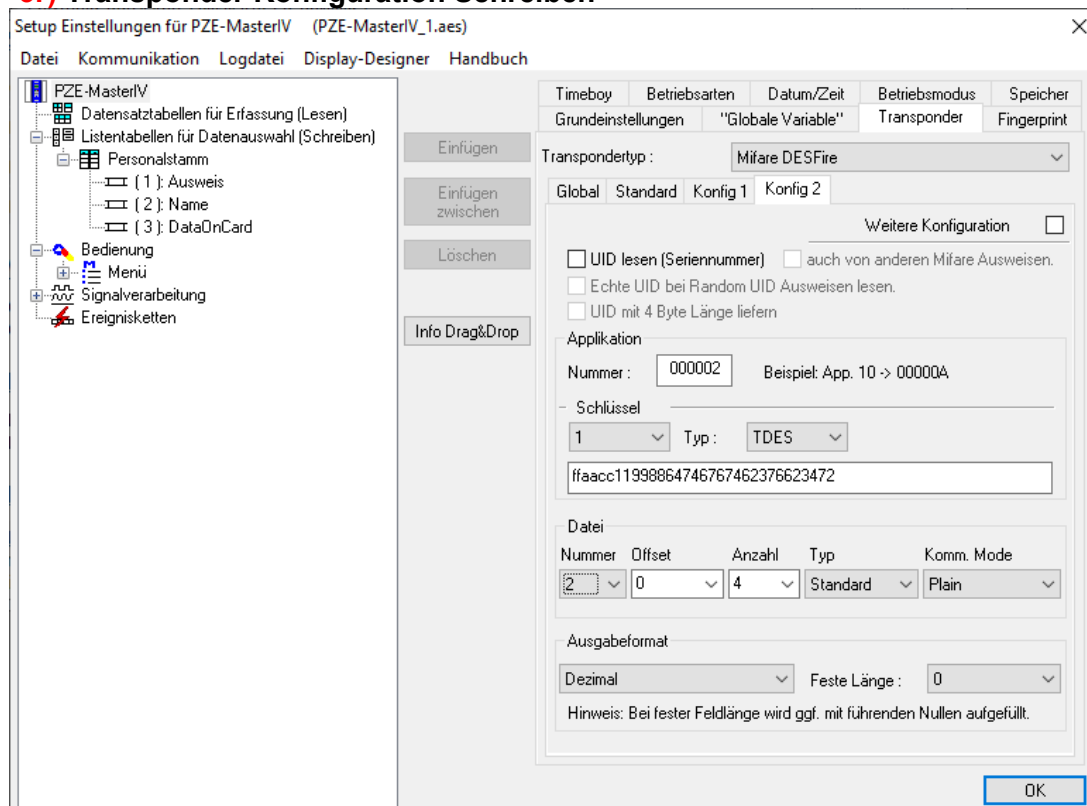 Transponder Konfiguration Schreiben
Setup Einstellungen für PZE-MasterIV (PZE-MasterIV_1.aes)
Datei Kommunikation Logdatei Display-Designer Handbuch
PZE-MasterIV
Datensatztabellen für Erfassung (Lesen)
Listentabellen für Datenauswahl (Schreiben)
Personalstamm
( 1 ): Ausweis
( 2 ): Name
( 3 ): DataOnCard
Bedienung
Menü
Signalverarbeitung
Ereignisketten
Einfügen
Einfügen
zwischen
Löschen
Info Drag&Drop
Timeboy Betriebsarten Datum/Zeit Betriebsmodus Speicher
Grundeinstellungen "Globale Variable" Transponder Fingerprint
Transpondertyp : Mifare DESFire
Global Standard Konfig 1 Konfig 2
Weitere Konfiguration
UID lesen (Seriennummer) auch von anderen Mifare Ausweisen.
Echte UID bei Random UID Ausweisen lesen.
UID mit 4 Byte Länge liefern
Applikation
Nummer : 000002 Beispiel: App. 10 -> 00000A
Schlüssel
1 Typ : TDES
ffaacc11998864746767462376623472
Datei
Nummer Offset Anzahl Typ Komm. Mode
2 0 4 Standard Plain
Ausgabeformat
Dezimal Feste Länge : 0
Hinweis: Bei fester Feldlänge wird ggf. mit führenden Nullen aufgefüllt.
OK